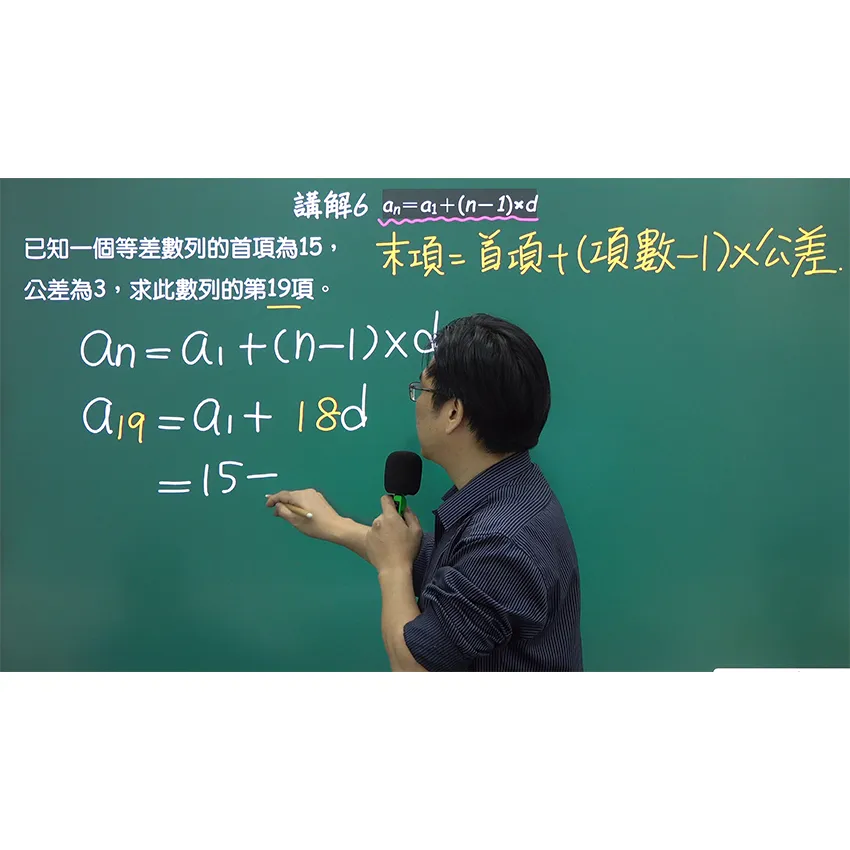 講解6 an=a1+(n-1)×d
已知一個等差數列的首項為15，
公差為3，求此數列的第19項。
末項=首項+(項數-1)×公差.
an=a1+(n-1)×d
a19=a1+18d
=15-